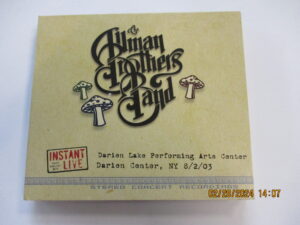 The
Allman
Brothers
Band
INSTANT
LIVE
Darien Lake Performing Arts Center
Darien Center, NY 8/2/03
STEREO CONCERT RECORDINGS
02/28/2024 14:07